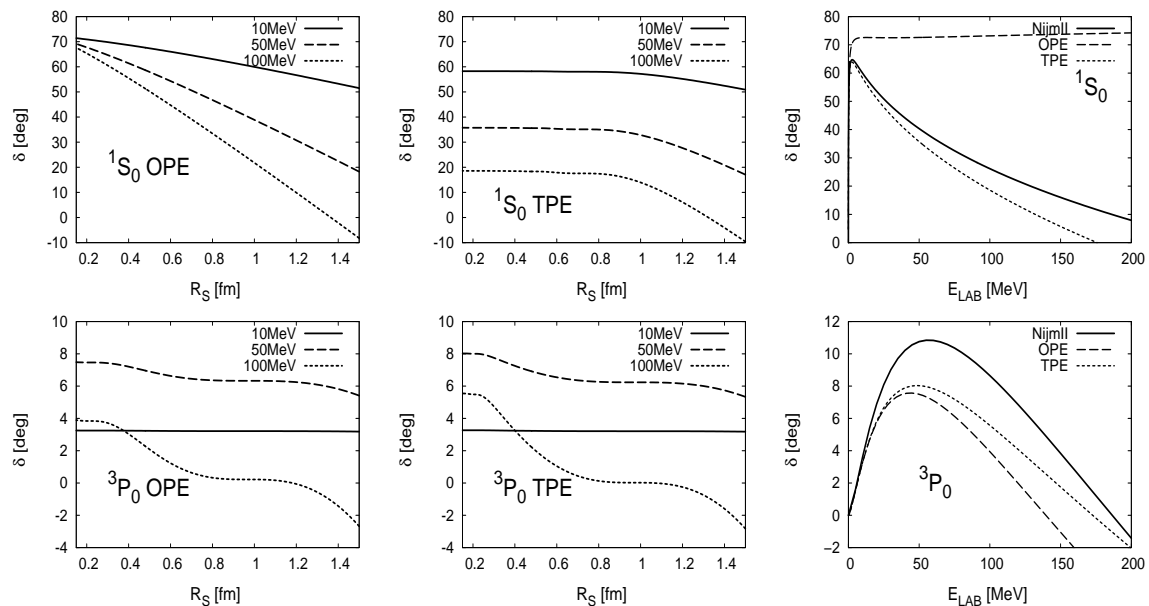 80
70
60
50
40
30
20
10
0
-10
δ [deg]
10MeV
50MeV
100MeV
¹S₀ OPE
0.2 0.4 0.6 0.8 1 1.2 1.4
R_S [fm]
80
70
60
50
40
30
20
10
0
-10
δ [deg]
10MeV
50MeV
100MeV
¹S₀ TPE
0.2 0.4 0.6 0.8 1 1.2 1.4
R_S [fm]
80
70
60
50
40
30
20
10
0
δ [deg]
NijmII
OPE
TPE
¹S₀
0 50 100 150 200
E_LAB [MeV]
10
8
6
4
2
0
-2
-4
δ [deg]
10MeV
50MeV
100MeV
³P₀ OPE
0.2 0.4 0.6 0.8 1 1.2 1.4
R_S [fm]
10
8
6
4
2
0
-2
-4
δ [deg]
10MeV
50MeV
100MeV
³P₀ TPE
0.2 0.4 0.6 0.8 1 1.2 1.4
R_S [fm]
12
10
8
6
4
2
0
−2
δ [deg]
NijmII
OPE
TPE
³P₀
0 50 100 150 200
E_LAB [MeV]